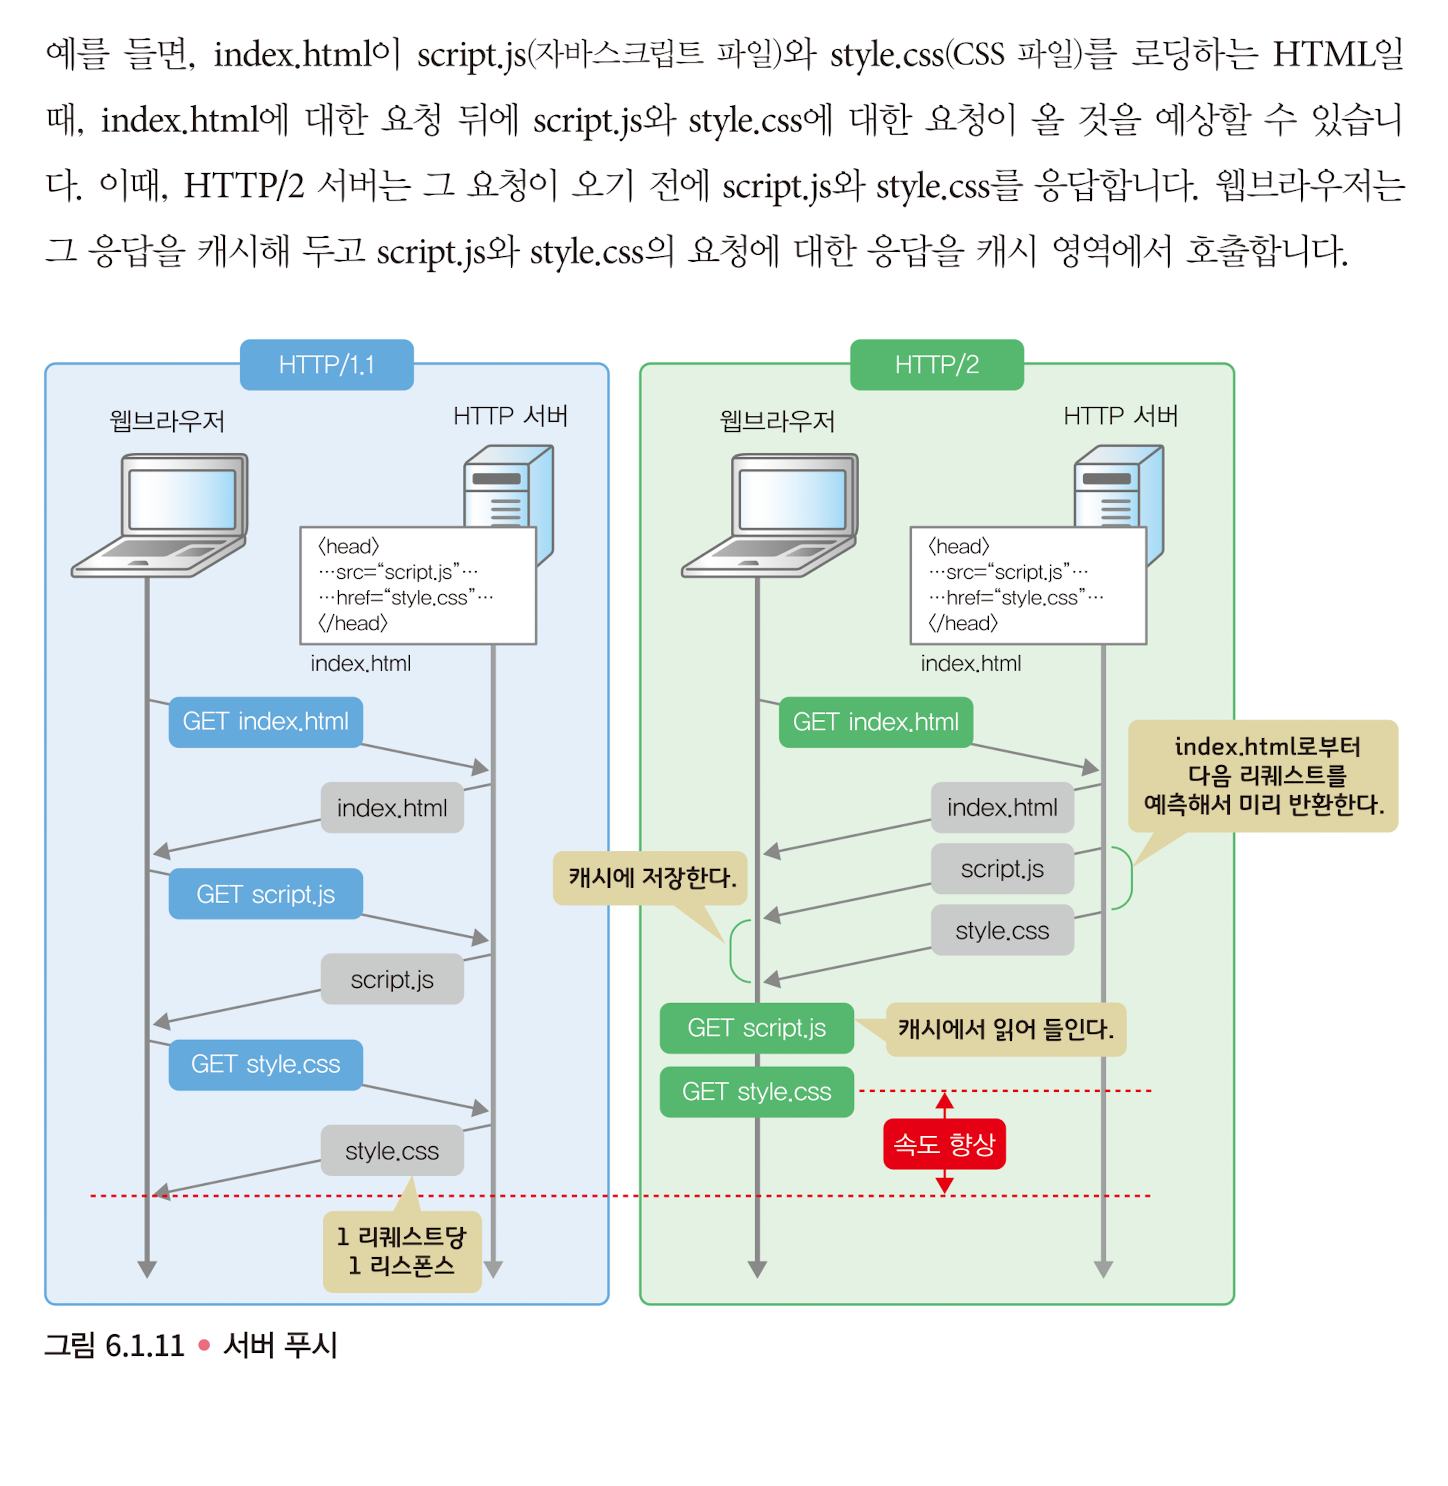 예를 들면, index.html이 script.js(자바스크립트 파일)와 style.css(CSS 파일)를 로딩하는 HTML일
때, index.html에 대한 요청 뒤에 script.js와 style.css에 대한 요청이 올 것을 예상할 수 있습니
다. 이때, HTTP/2 서버는 그 요청이 오기 전에 script.js와 style.css를 응답합니다. 웹브라우저는
그 응답을 캐시해 두고 script.js와 style.css의 요청에 대한 응답을 캐시 영역에서 호출합니다.
HTTP/1.1
웹브라우저
HTTP 서버
〈head〉
…src=“script.js”…
…href=“style.css”…
〈/head〉
index.html
GET index.html
index.html
GET script.js
script.js
GET style.css
style.css
1 리퀘스트당
1 리스폰스
HTTP/2
웹브라우저
HTTP 서버
〈head〉
…src=“script.js”…
…href=“style.css”…
〈/head〉
index.html
GET index.html
index.html로부터
다음 리퀘스트를
예측해서 미리 반환한다.
index.html
script.js
캐시에 저장한다.
style.css
GET script.js
캐시에서 읽어 들인다.
GET style.css
속도 향상
그림 6.1.11 • 서버 푸시